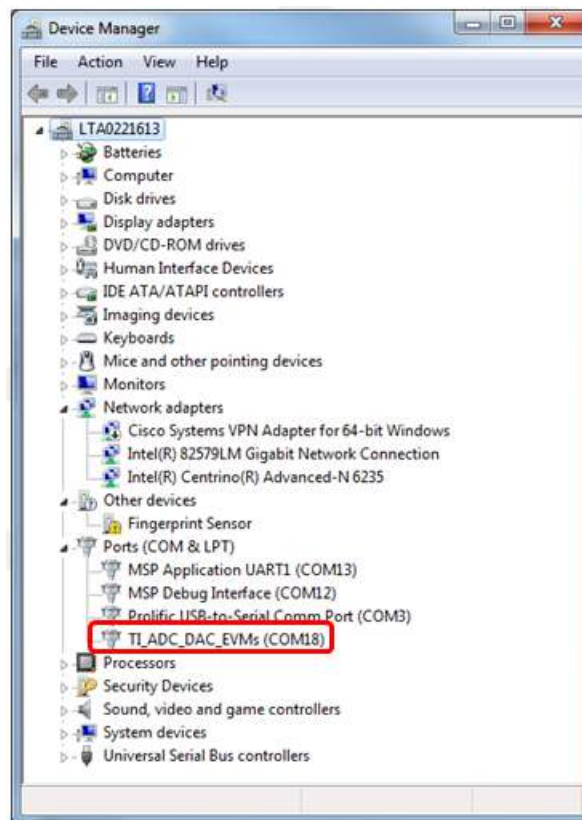 Device Manager
File Action View Help
LTA0221613
Batteries
Computer
Disk drives
Display adapters
DVD/CD-ROM drives
Human Interface Devices
IDE ATA/ATAPI controllers
Imaging devices
Keyboards
Mice and other pointing devices
Monitors
Network adapters
Cisco Systems VPN Adapter for 64-bit Windows
Intel(R) 82579LM Gigabit Network Connection
Intel(R) Centrino(R) Advanced-N 6235
Other devices
Fingerprint Sensor
Ports (COM & LPT)
MSP Application UART1 (COM13)
MSP Debug Interface (COM12)
Prolific USB-to-Serial Comm Port (COM3)
TI_ADC_DAC_EVMs (COM18)
Processors
Security Devices
Sound, video and game controllers
System devices
Universal Serial Bus controllers